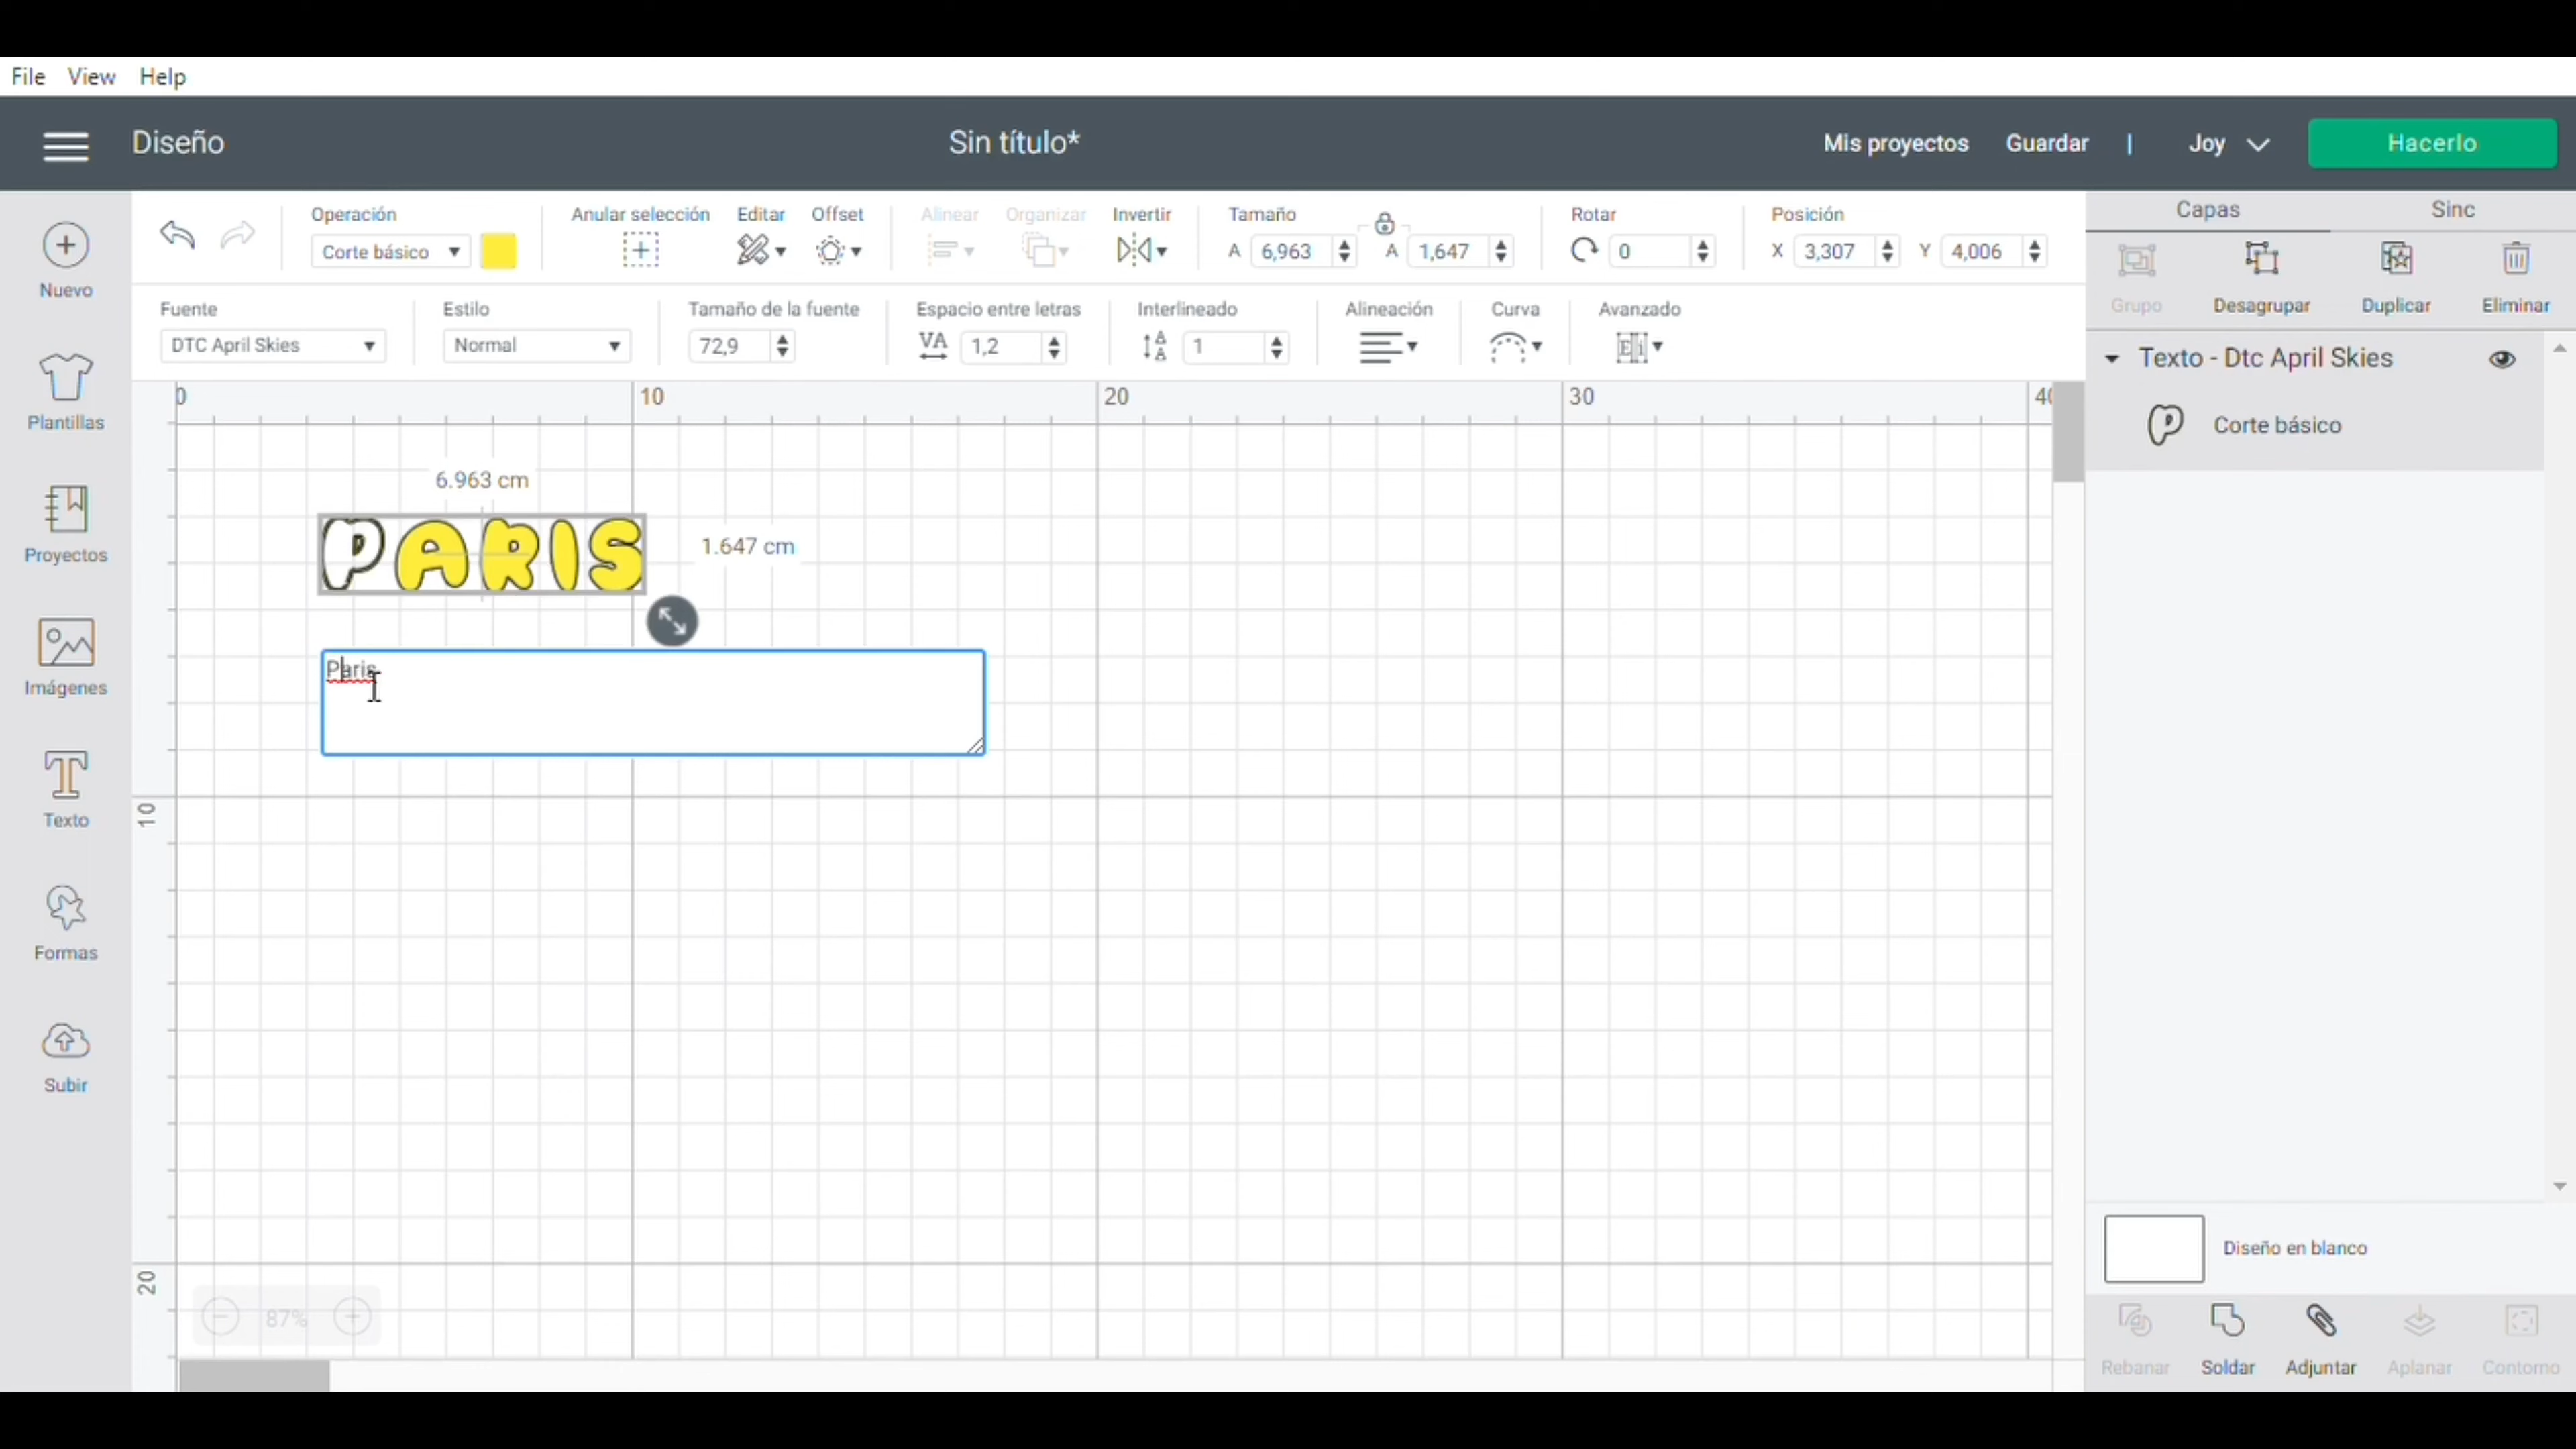 File View Help
Diseño Sin título* Mis proyectos Guardar | Joy Hacerlo
Operación Anular selección Editar Offset Alinear Organizar Invertir Tamaño Rotar Posición
Corte básico A 6,963 A 1,647 0 X 3,307 Y 4,006
Fuente Estilo Tamaño de la fuente Espacio entre letras Interlineado Alineación Curva Avanzado
DTC April Skies Normal 72,9 VA 1,2 1
Capas Sinc
Grupo Desagrupar Duplicar Eliminar
Texto - Dtc April Skies
P Corte básico
Nuevo
Plantillas
Proyectos
Imágenes
Texto
Formas
Subir
0 10 20 30 40
10
20
6.963 cm
PARIS
1.647 cm
Paris
87%
Diseño en blanco
Rebanar Soldar Adjuntar Aplanar Contorno